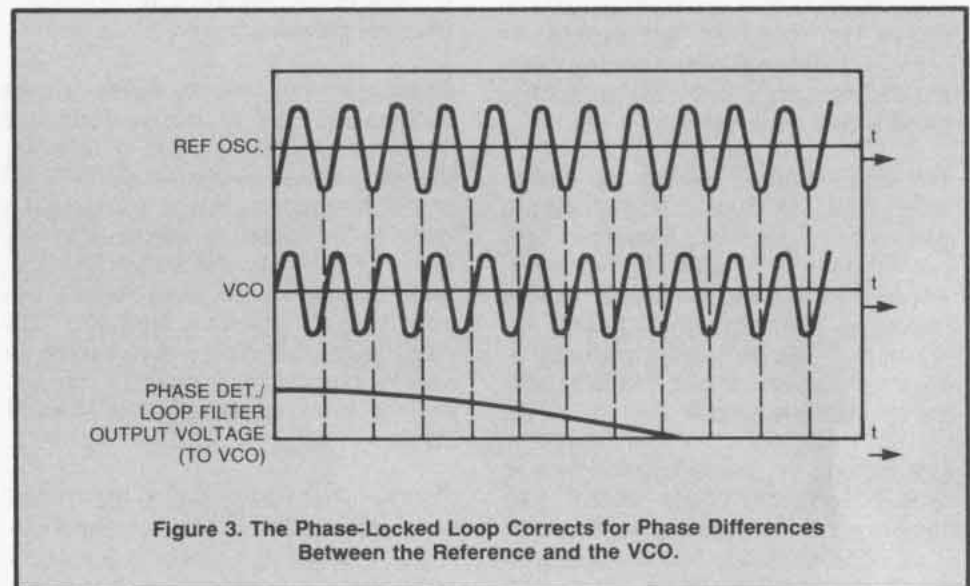 REF OSC.
t
VCO
t
PHASE DET./
LOOP FILTER
OUTPUT VOLTAGE
(TO VCO)
t
Figure 3. The Phase-Locked Loop Corrects for Phase Differences
Between the Reference and the VCO.